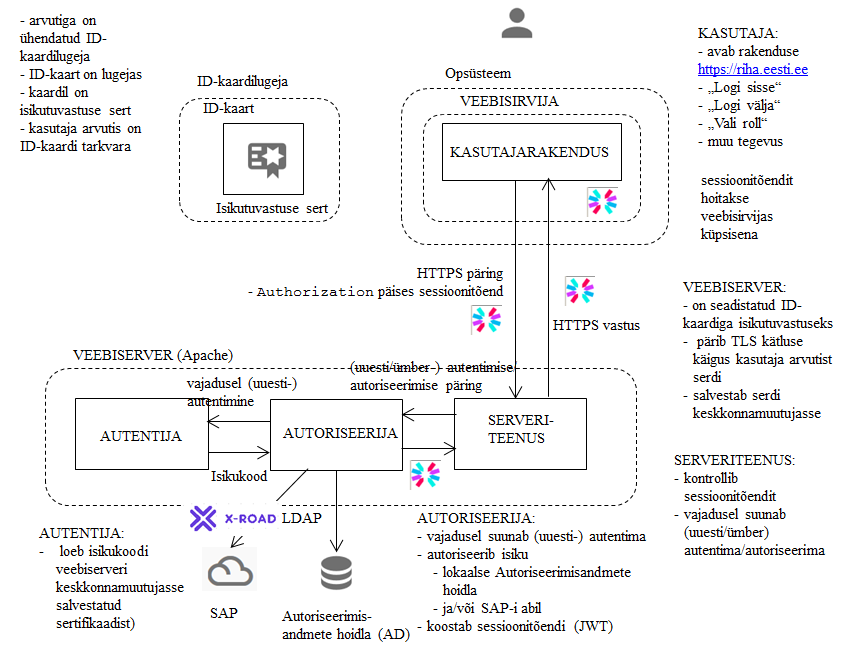 - arvutiga on
ühendatud ID-
kaardilugeja
- ID-kaart on lugejas
- kaardil on
isikutuvastuse sert
- kasutaja arvutis on
ID-kaardi tarkvara
ID-kaardilugeja
ID-kaart
Isikutuvastuse sert
Opsüsteem
VEEBISIRVIJA
KASUTAJARAKENDUS
KASUTAJA:
- avab rakenduse
https://riha.eesti.ee
- „Logi sisse“
- „Logi välja“
- „Vali roll“
- muu tegevus
sessioonitõendit
hoitakse
veebisirvijas
küpsisena
HTTPS päring
- Authorization päises sessioonitõend
HTTPS vastus
VEEBISERVER:
- on seadistatud ID-
kaardiga isikutuvastuseks
- pärib TLS kätluse
käigus kasutaja arvutist
serdi
- salvestab serdi
keskkonnamuutujasse
VEEBISERVER (Apache)
vajadusel (uuesti-)
autentimine
(uuesti/ümber-) autentimise/
autoriseerimise päring
AUTENTIJA
AUTORISEERIJA
SERVERI-
TEENUS
Isikukood
SERVERITEENUS:
- kontrollib
sessioonitõendit
- vajadusel suunab
(uuesti/ümber)
autentima/autoriseerima
X-ROAD LDAP
AUTENTIJA:
- loeb isikukoodi
veebiserveri
keskkonnamuutujasse
salvestatud
sertifikaadist)
SAP
Autoriseerimis-
andmete hoidla (AD)
AUTORISEERIJA:
- vajadusel suunab (uuesti-) autentima
- autoriseerib isiku
- lokaalse Autoriseerimisandmete
hoidla
- ja/või SAP-i abil
- koostab sessioonitõendi (JWT)